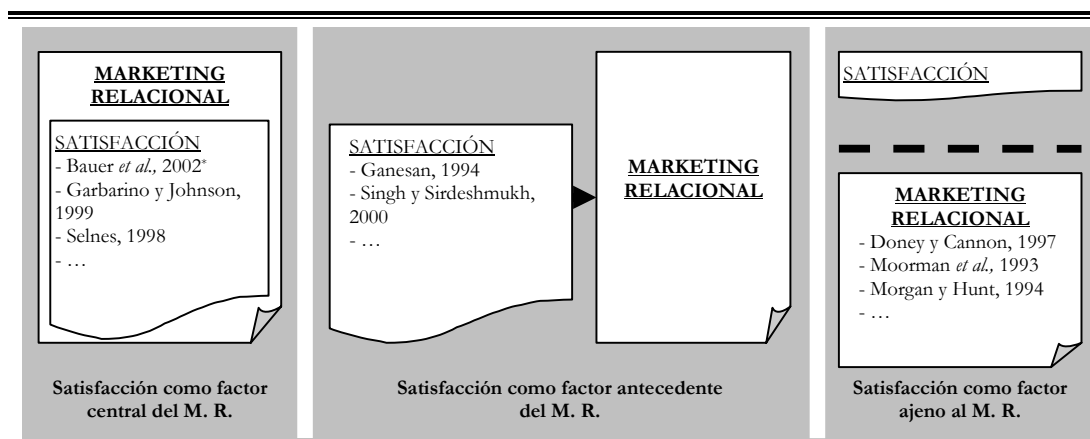 MARKETING
RELACIONAL
SATISFACCIÓN
- Bauer et al., 2002*
- Garbarino y Johnson,
1999
- Selnes, 1998
- …
Satisfacción como factor
central del M. R.
SATISFACCIÓN
- Ganesan, 1994
- Singh y Sirdeshmukh,
2000
- …
MARKETING
RELACIONAL
Satisfacción como factor antecedente
del M. R.
SATISFACCIÓN
MARKETING
RELACIONAL
- Doney y Cannon, 1997
- Moorman et al., 1993
- Morgan y Hunt, 1994
- …
Satisfacción como factor
ajeno al M. R.